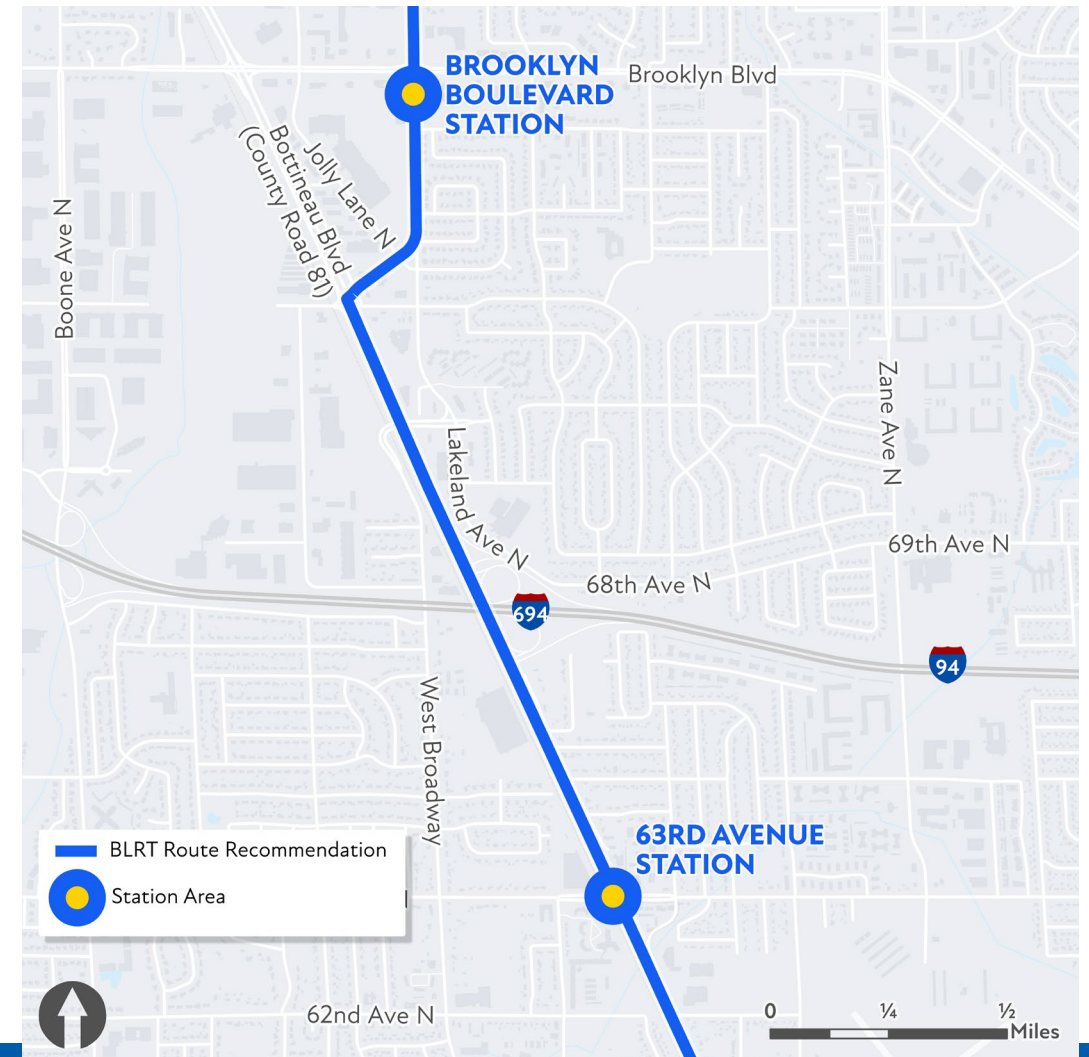 BROOKLYN
BOULEVARD
STATION
Brooklyn Blvd
Jolly Lane N
Bottineau Blvd
(County Road 81)
Boone Ave N
Zane Ave N
Lakeland Ave N
69th Ave N
68th Ave N
694
94
West Broadway
63RD AVENUE
STATION
BLRT Route Recommendation
Station Area
62nd Ave N
0 ¼ ½
Miles